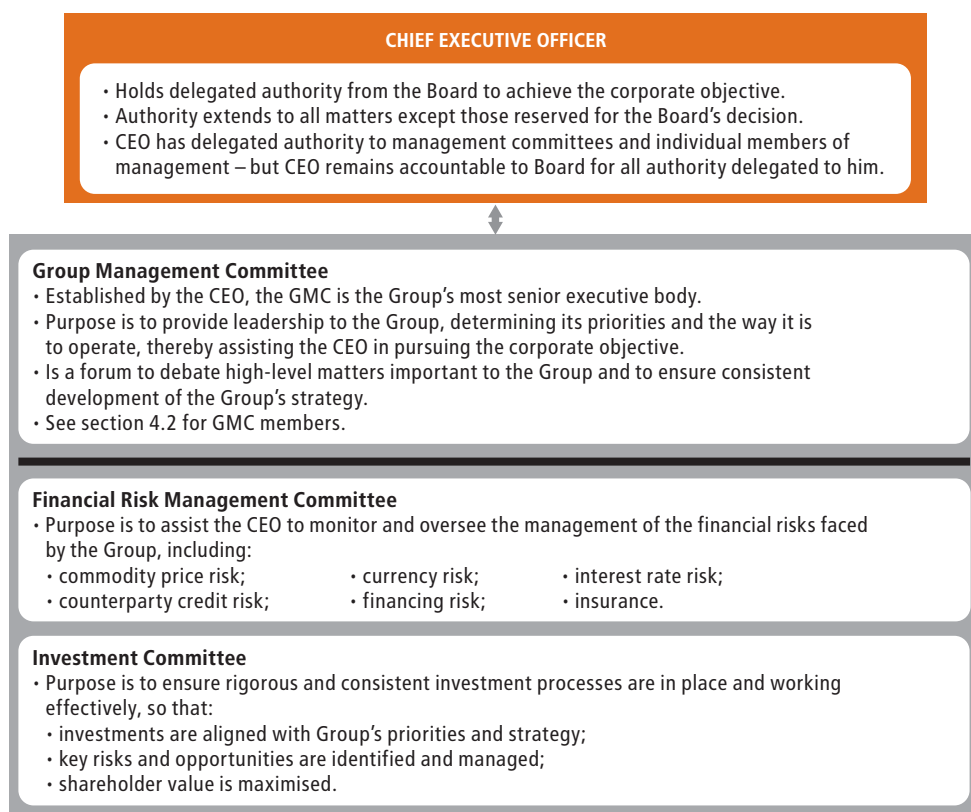 CHIEF EXECUTIVE OFFICER
· Holds delegated authority from the Board to achieve the corporate objective.
· Authority extends to all matters except those reserved for the Board's decision.
· CEO has delegated authority to management committees and individual members of
management – but CEO remains accountable to Board for all authority delegated to him.
Group Management Committee
· Established by the CEO, the GMC is the Group's most senior executive body.
· Purpose is to provide leadership to the Group, determining its priorities and the way it is
to operate, thereby assisting the CEO in pursuing the corporate objective.
· Is a forum to debate high-level matters important to the Group and to ensure consistent
development of the Group's strategy.
· See section 4.2 for GMC members.
Financial Risk Management Committee
· Purpose is to assist the CEO to monitor and oversee the management of the financial risks faced
by the Group, including:
· commodity price risk; · currency risk; · interest rate risk;
· counterparty credit risk; · financing risk; · insurance.
Investment Committee
· Purpose is to ensure rigorous and consistent investment processes are in place and working
effectively, so that:
· investments are aligned with Group's priorities and strategy;
· key risks and opportunities are identified and managed;
· shareholder value is maximised.